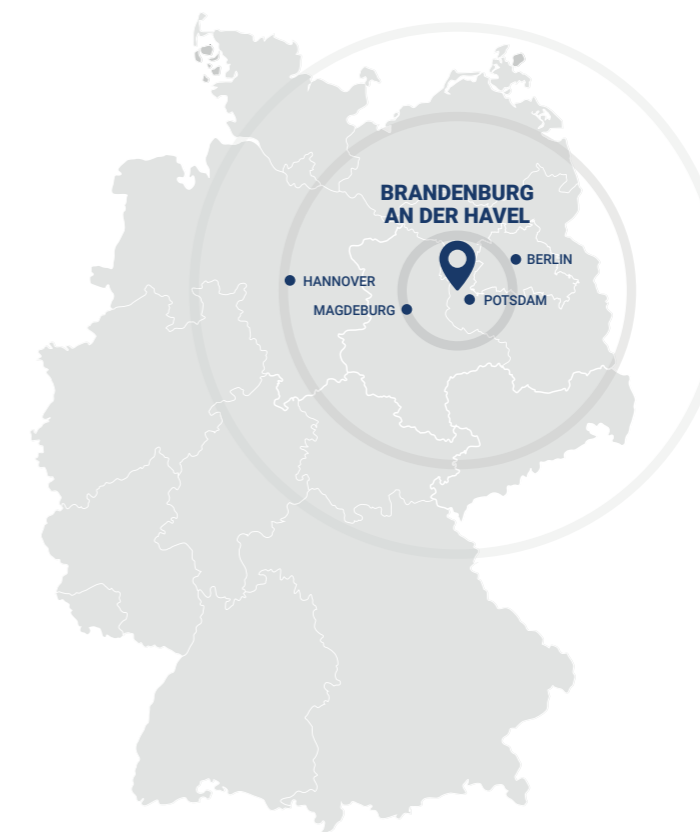 BRANDENBURG
AN DER HAVEL
BERLIN
HANNOVER
POTSDAM
MAGDEBURG